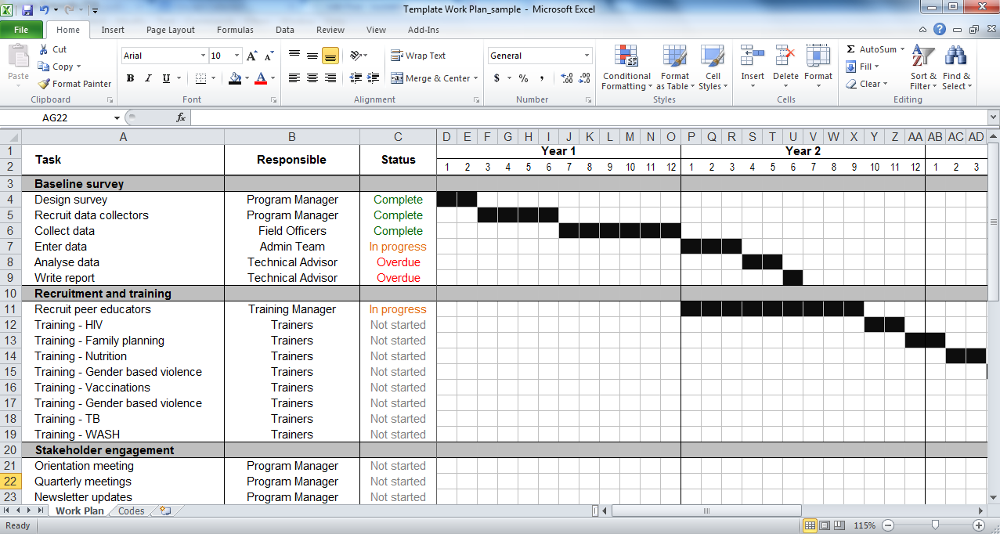 Template Work Plan_sample - Microsoft Excel
File Home Insert Page Layout Formulas Data Review View Add-Ins
Paste
Cut
Copy
Format Painter
Clipboard
Arial 10
B I U
Font
Wrap Text
Merge & Center
Alignment
General
$ % ,
Number
Conditional Formatting
Format as Table
Cell Styles
Styles
Insert Delete Format
Cells
Σ AutoSum
Fill
Clear
Sort & Filter
Find & Select
Editing
AG22 fx
A B C D E F G H I J K L M N O P Q R S T U V W X Y Z AA AB AC AD
1 Task Responsible Status Year 1 Year 2
2 1 2 3 4 5 6 7 8 9 10 11 12 1 2 3 4 5 6 7 8 9 10 11 12 1 2 3
3 Baseline survey
4 Design survey Program Manager Complete
5 Recruit data collectors Program Manager Complete
6 Collect data Field Officers Complete
7 Enter data Admin Team In progress
8 Analyse data Technical Advisor Overdue
9 Write report Technical Advisor Overdue
10 Recruitment and training
11 Recruit peer educators Training Manager In progress
12 Training - HIV Trainers Not started
13 Training - Family planning Trainers Not started
14 Training - Nutrition Trainers Not started
15 Training - Gender based violence Trainers Not started
16 Training - Vaccinations Trainers Not started
17 Training - Gender based violence Trainers Not started
18 Training - TB Trainers Not started
19 Training - WASH Trainers Not started
20 Stakeholder engagement
21 Orientation meeting Program Manager Not started
22 Quarterly meetings Program Manager Not started
23 Newsletter updates Program Manager Not started
Work Plan Codes
Ready 115%